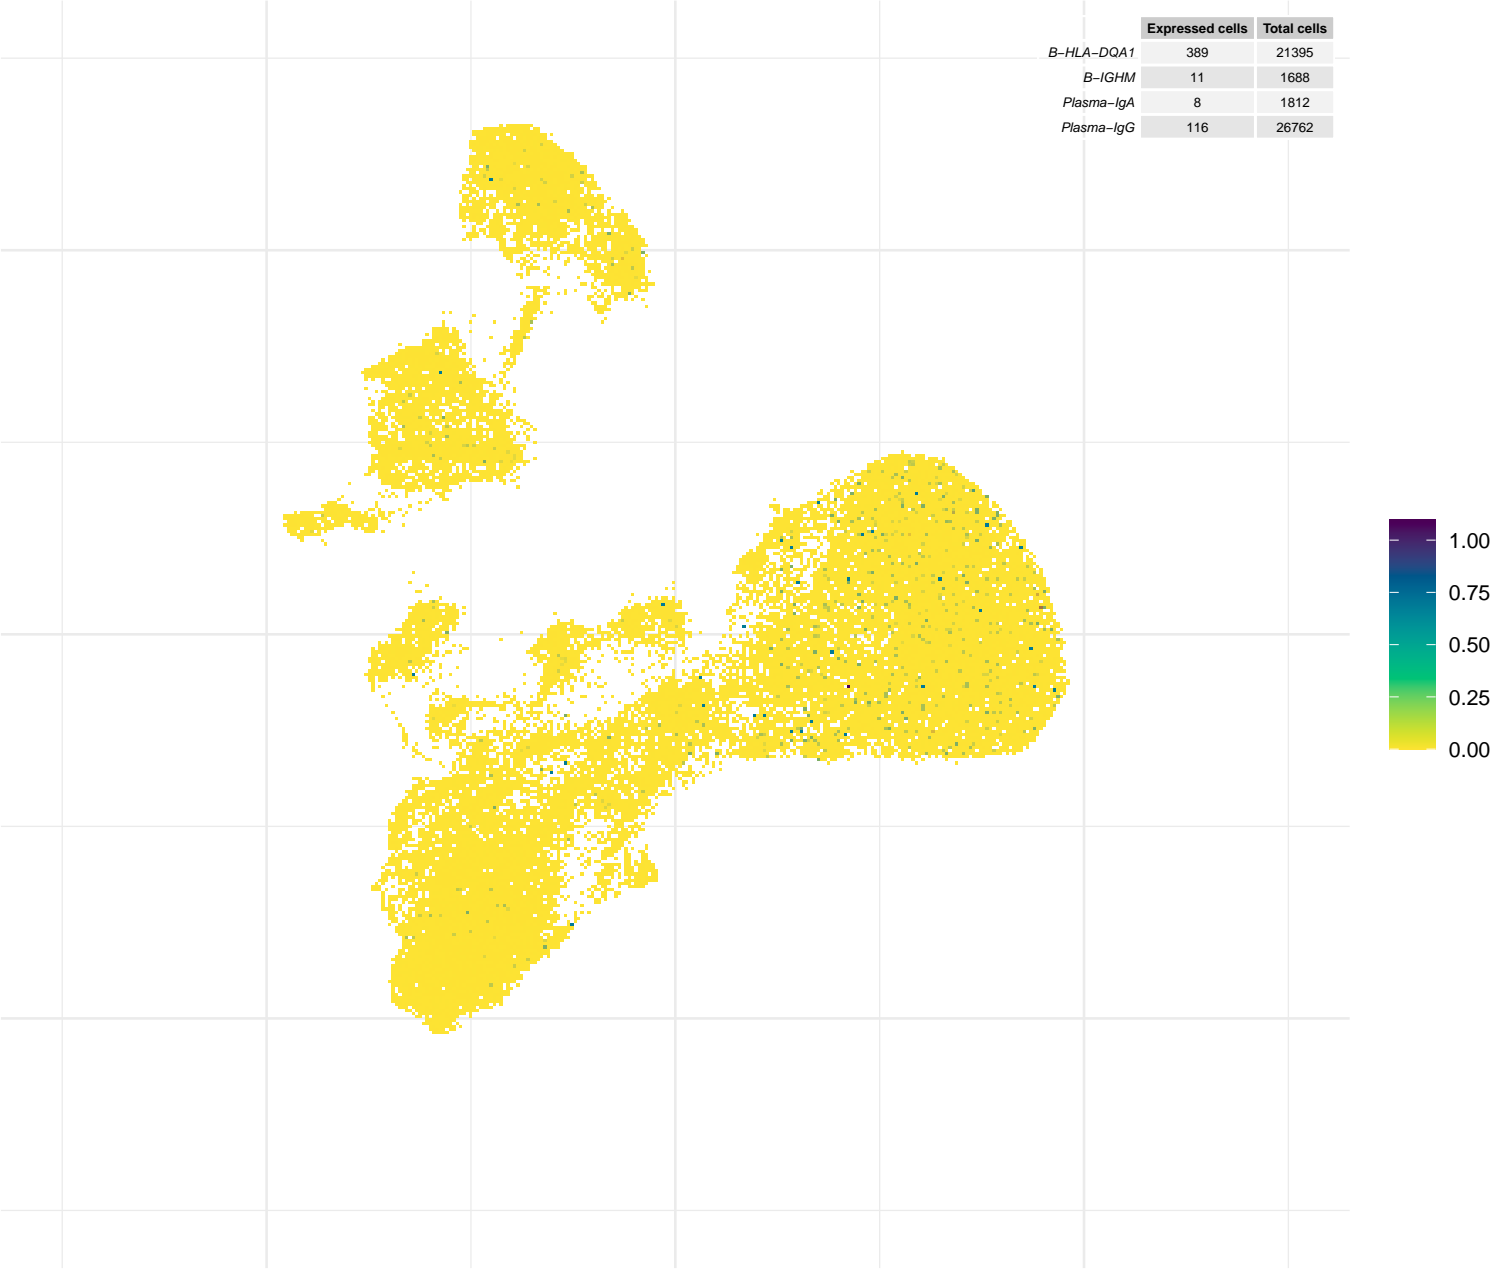 Expressed cells Total cells
B−HLA−DQA1 389 21395
B−IGHM 11 1688
Plasma−IgA 8 1812
Plasma−IgG 116 26762
1.00
0.75
0.50
0.25
0.00